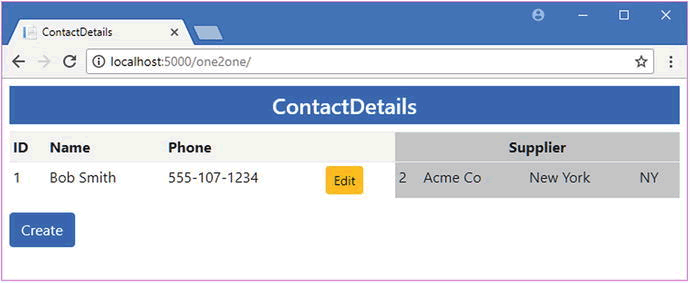 ContactDetails
localhost:5000/one2one/
ContactDetails
ID Name Phone Supplier
1 Bob Smith 555-107-1234 Edit 2 Acme Co New York NY
Create